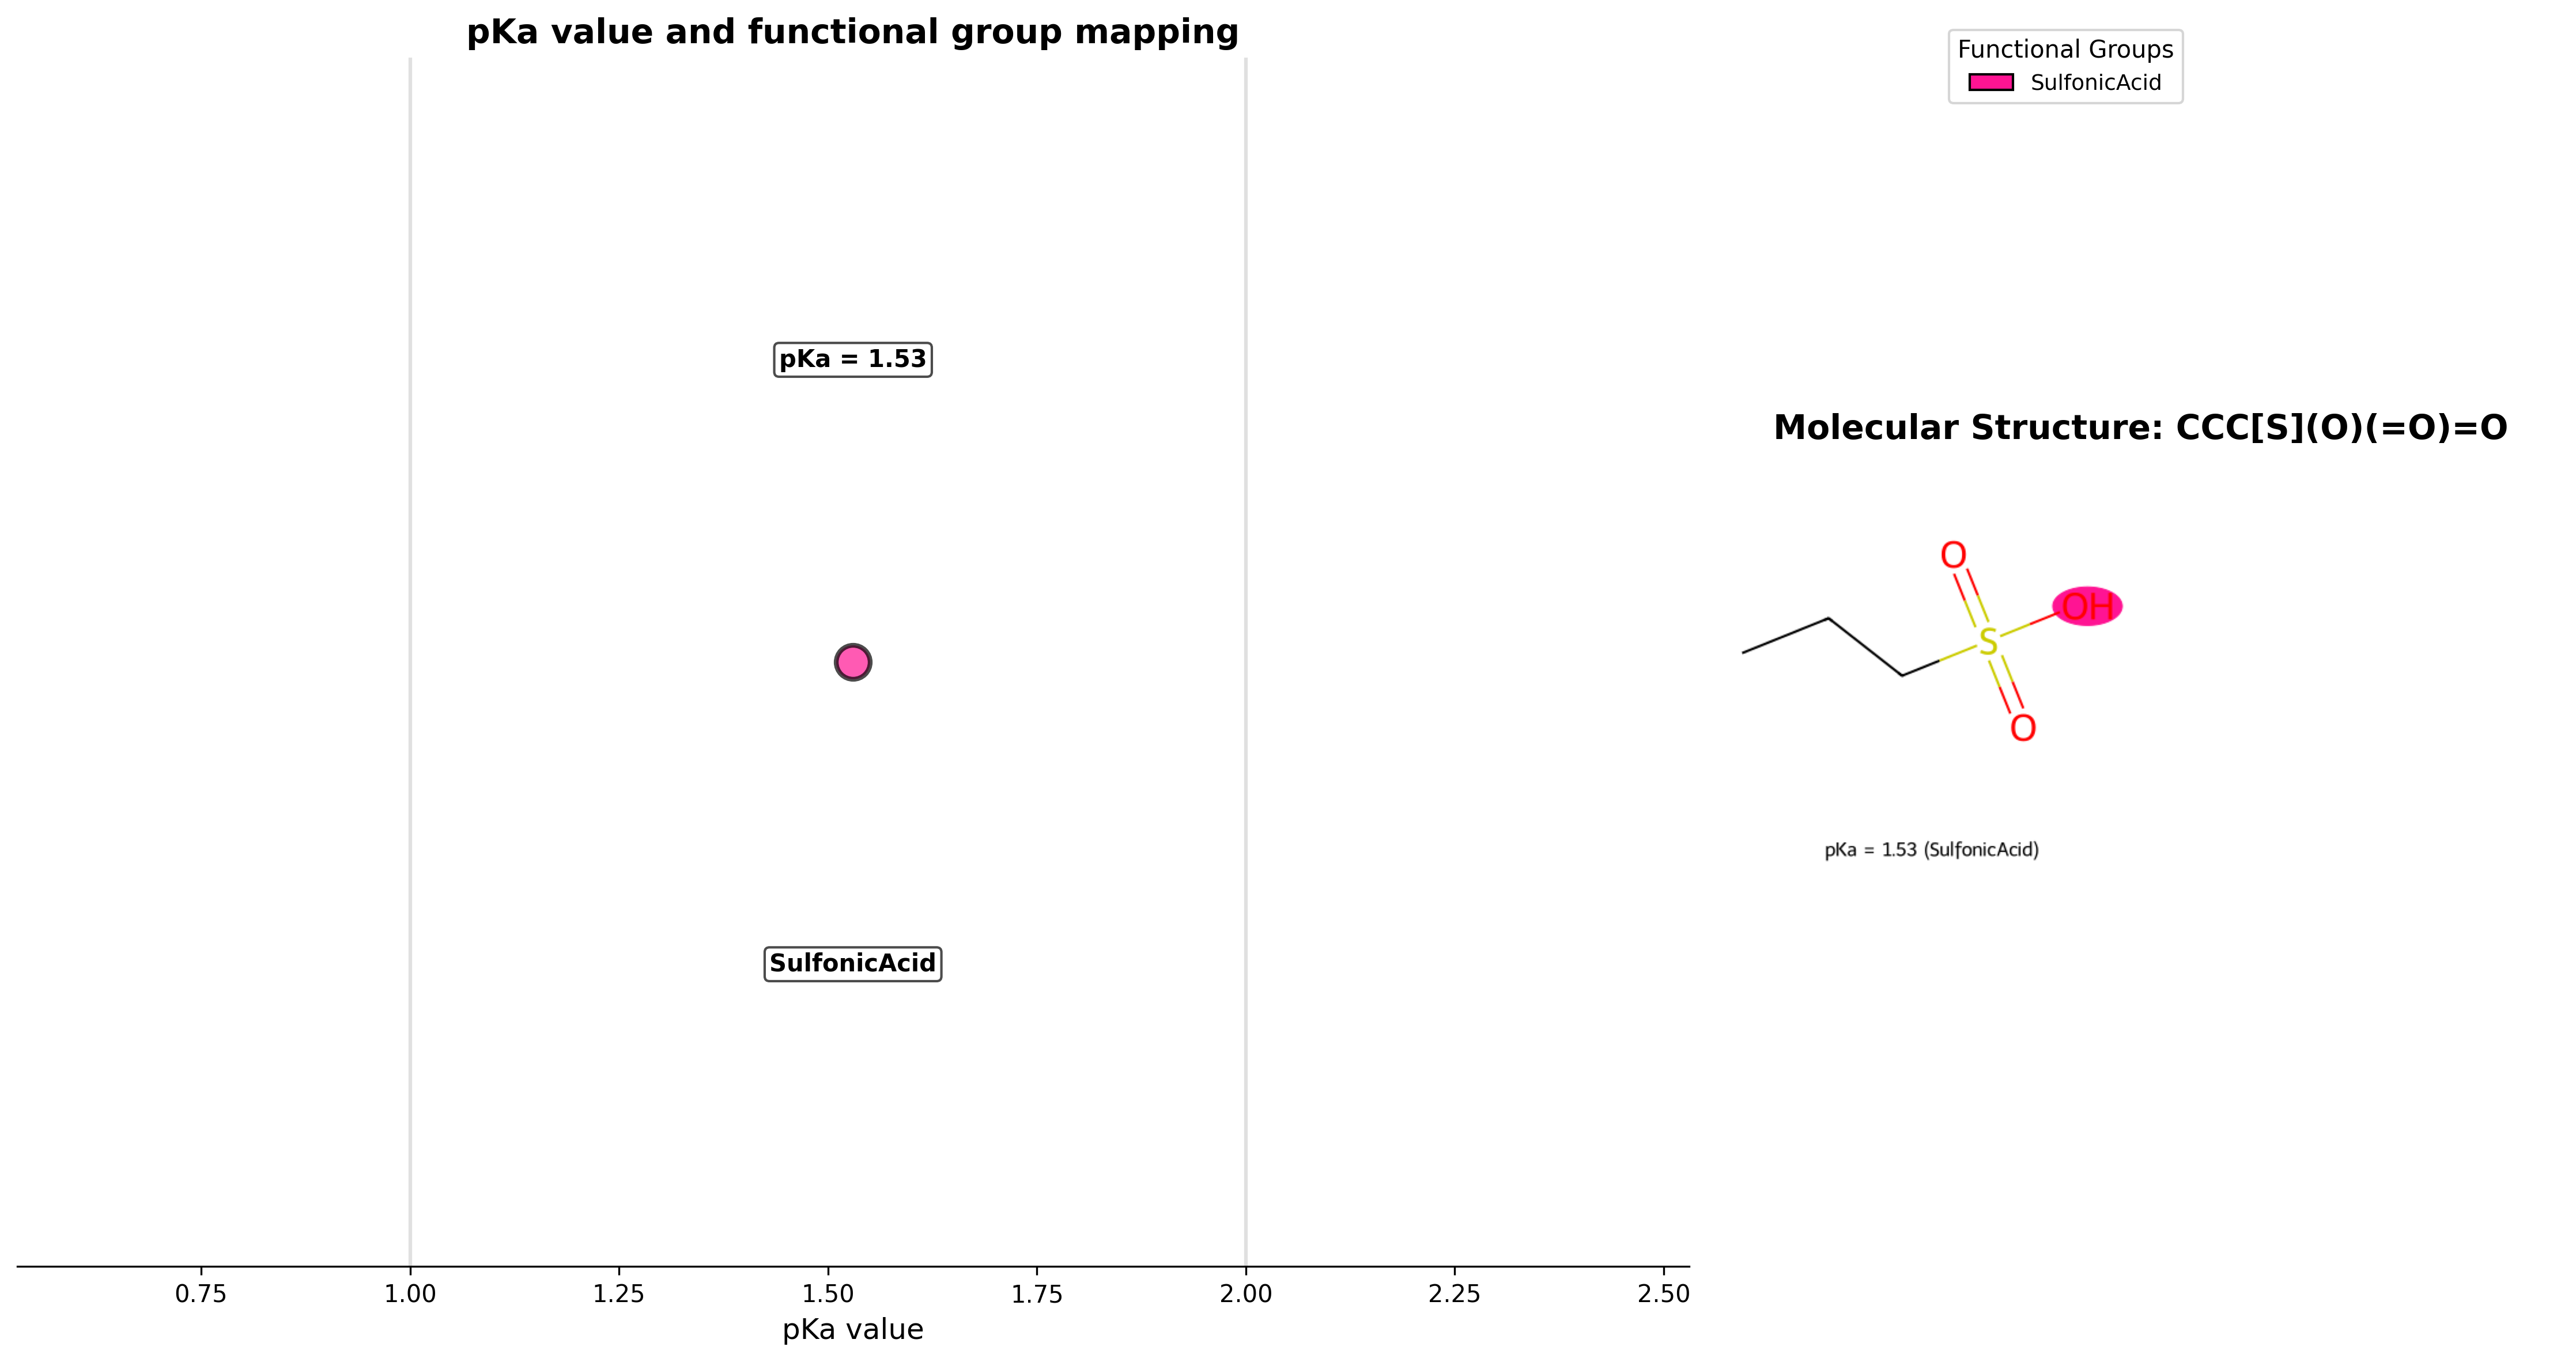 pKa value and functional group mapping
pKa = 1.53
SulfonicAcid
0.75 1.00 1.25 1.50 1.75 2.00 2.25 2.50
pKa value
Functional Groups
SulfonicAcid
Molecular Structure: CCC[S](O)(=O)=O
O
OH
S
O
pKa = 1.53 (SulfonicAcid)